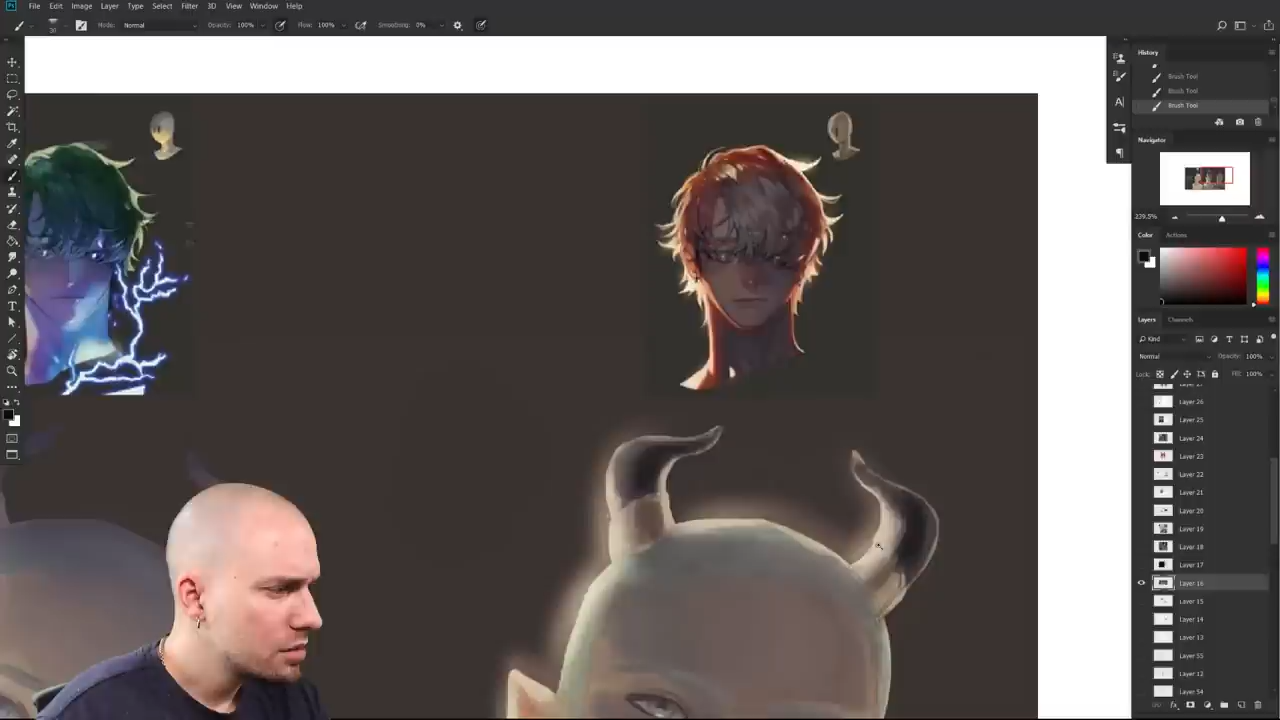 Ps File Edit Image Layer Type Select Filter 3D View Window Help
Mode: Normal Opacity: 100% Flow: 100% Smoothing: 0%
History
Brush Tool
Brush Tool
Brush Tool
Navigator
239.5%
Color Actions
Layers Channels
Kind
Normal Opacity: 100%
Lock: Fill: 100%
Layer 26
Layer 25
Layer 24
Layer 23
Layer 22
Layer 21
Layer 20
Layer 19
Layer 18
Layer 17
Layer 16
Layer 15
Layer 14
Layer 13
Layer 55
Layer 12
Layer 54